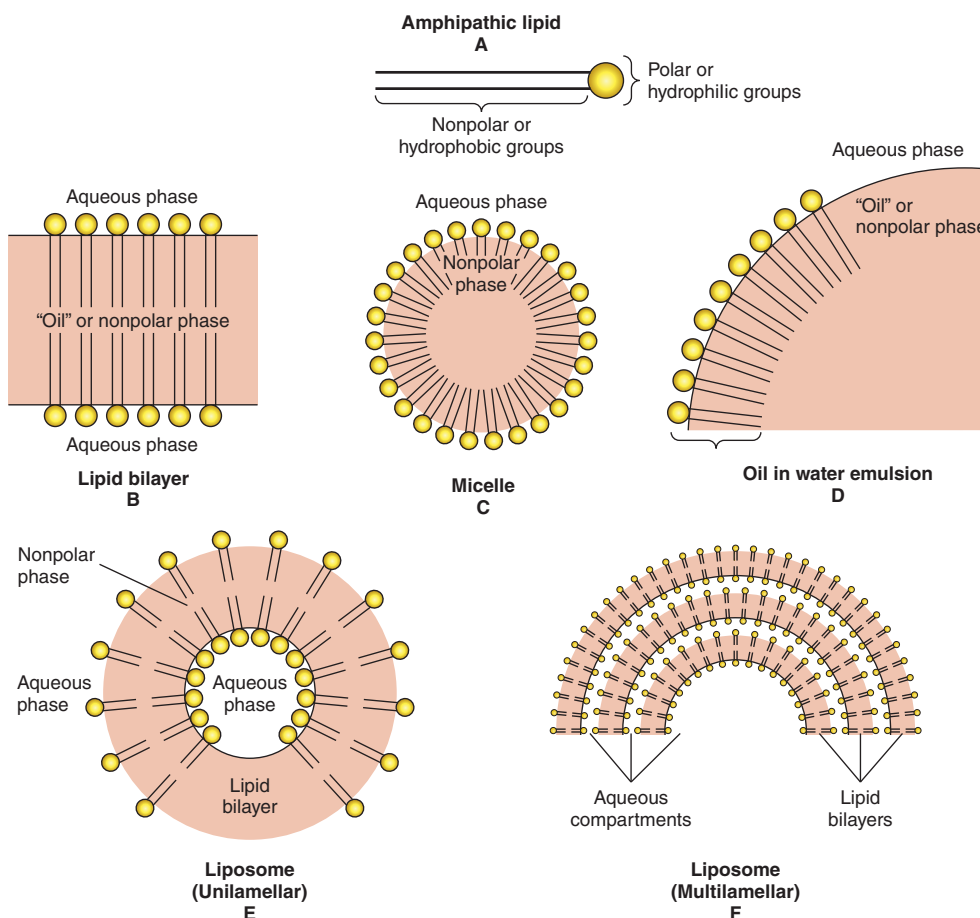 Amphipathic lipid
A
Polar or
hydrophilic groups
Nonpolar or
hydrophobic groups
Aqueous phase
"Oil" or nonpolar phase
Aqueous phase
Lipid bilayer
B
Aqueous phase
Nonpolar
phase
Micelle
C
Aqueous phase
"Oil" or
nonpolar phase
Oil in water emulsion
D
Nonpolar
phase
Aqueous
phase
Aqueous
phase
Lipid
bilayer
Liposome
(Unilamellar)
E
Aqueous
compartments
Lipid
bilayers
Liposome
(Multilamellar)
F